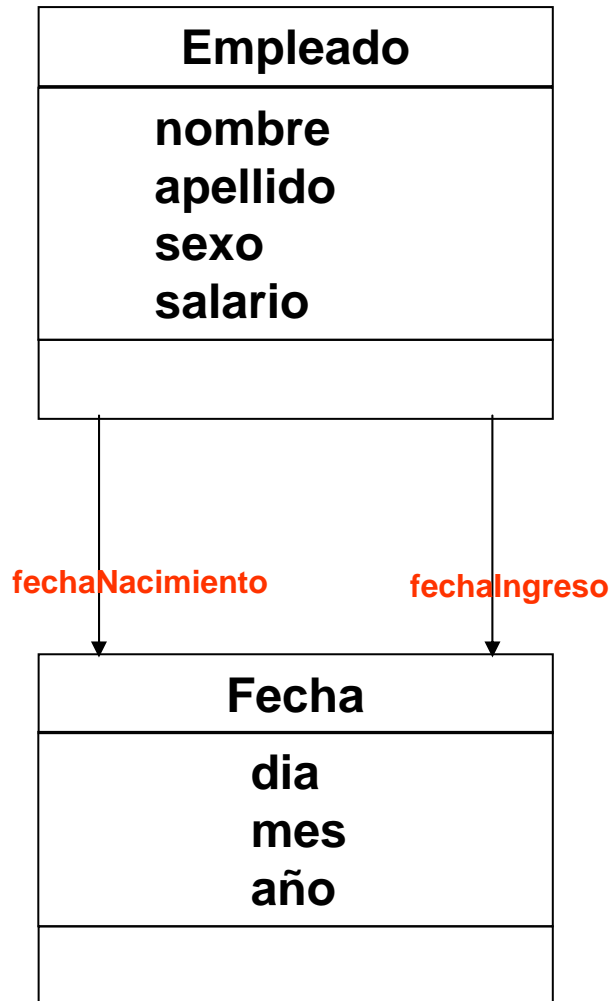 Empleado
nombre
apellido
sexo
salario
fechaNacimiento
fechaIngreso
Fecha
dia
mes
año